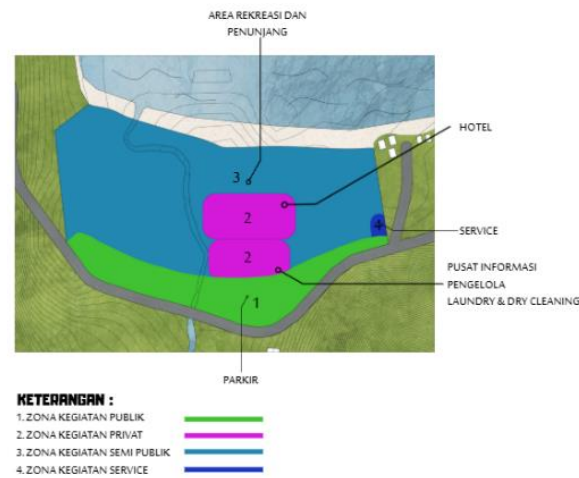 AREA REKREASI DAN
PENUNJANG
HOTEL
3
2
4
SERVICE
2
PUSAT INFORMASI
PENGELOLA
LAUNDRY & DRY CLEANING
1
PARKIR
KETERANGAN :
1. ZONA KEGIATAN PUBLIK
2. ZONA KEGIATAN PRIVAT
3. ZONA KEGIATAN SEMI PUBLIK
4. ZONA KEGIATAN SERVICE